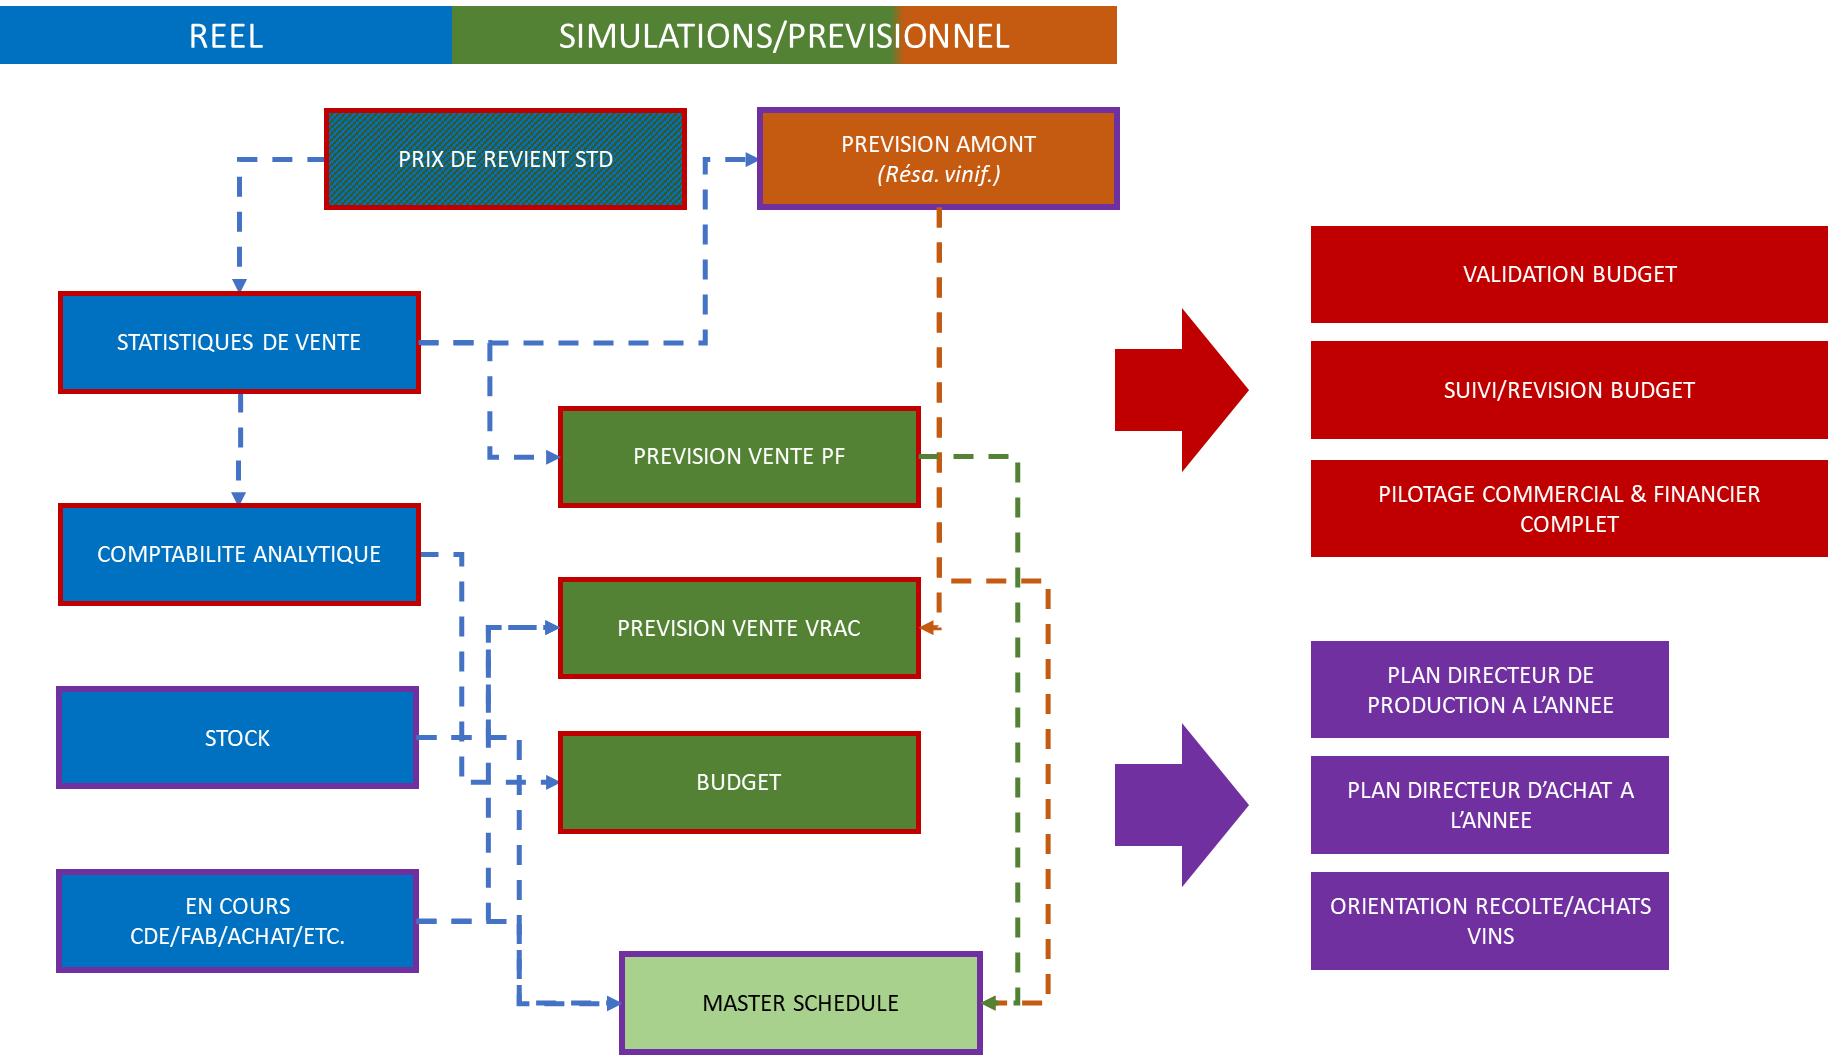 REEL
SIMULATIONS/PREVISIONNEL
PRIX DE REVIENT STD
PREVISION AMONT
(Résa. vinif.)
STATISTIQUES DE VENTE
PREVISION VENTE PF
COMPTABILITE ANALYTIQUE
PREVISION VENTE VRAC
STOCK
BUDGET
EN COURS
CDE/FAB/ACHAT/ETC.
MASTER SCHEDULE
VALIDATION BUDGET
SUIVI/REVISION BUDGET
PILOTAGE COMMERCIAL & FINANCIER
COMPLET
PLAN DIRECTEUR DE
PRODUCTION A L’ANNEE
PLAN DIRECTEUR D’ACHAT A
L’ANNEE
ORIENTATION RECOLTE/ACHATS
VINS